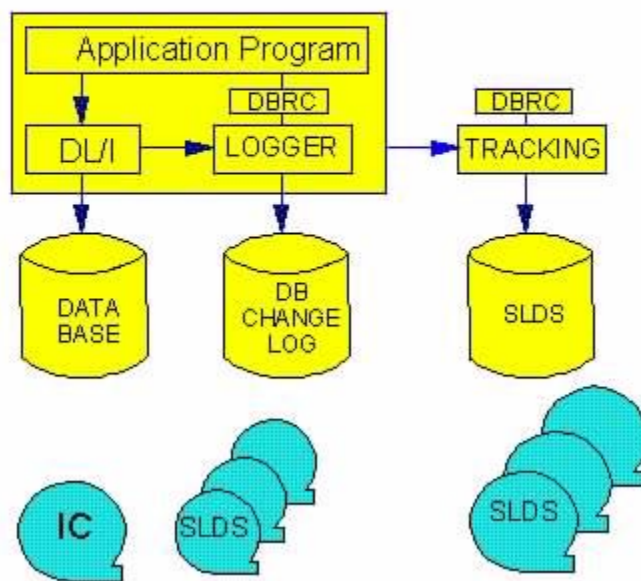 Application Program
DBRC
DBRC
DL/I
LOGGER
TRACKING
DATA
BASE
DB
CHANGE
LOG
SLDS
IC
SLDS
SLDS